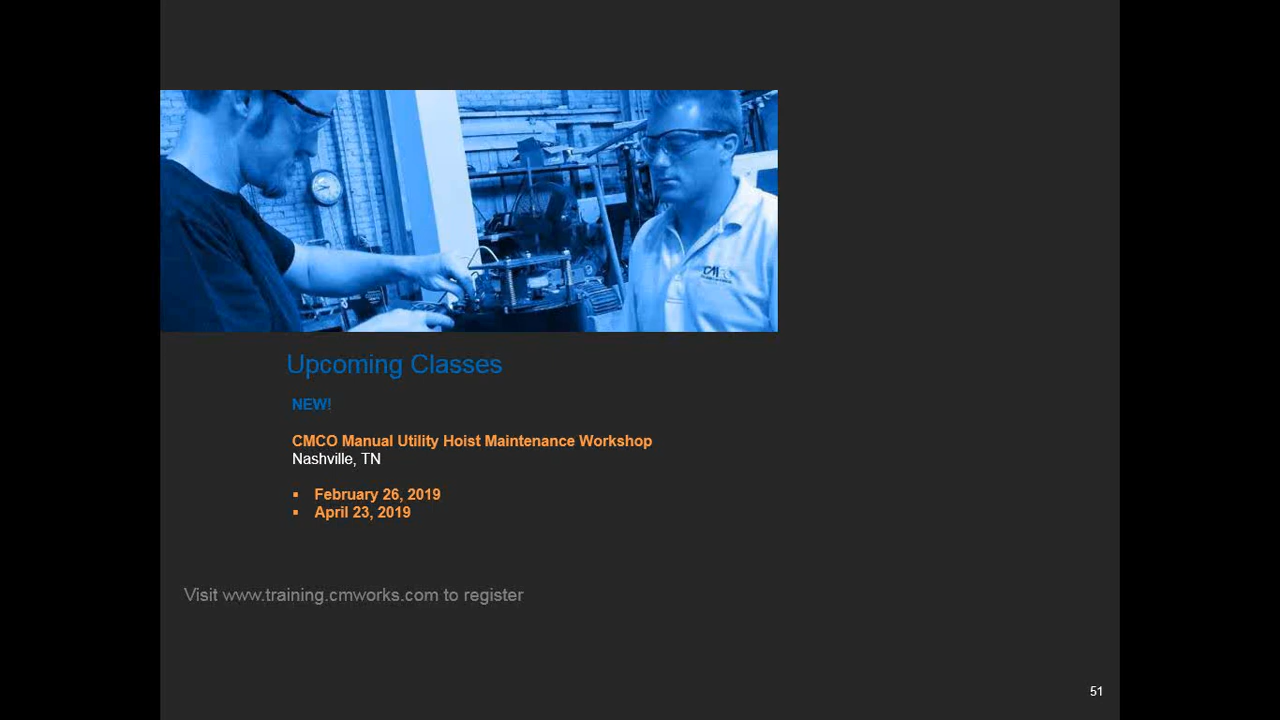 Upcoming Classes
NEW!
CMCO Manual Utility Hoist Maintenance Workshop
Nashville, TN
▪ February 26, 2019
▪ April 23, 2019
Visit www.training.cmworks.com to register
51